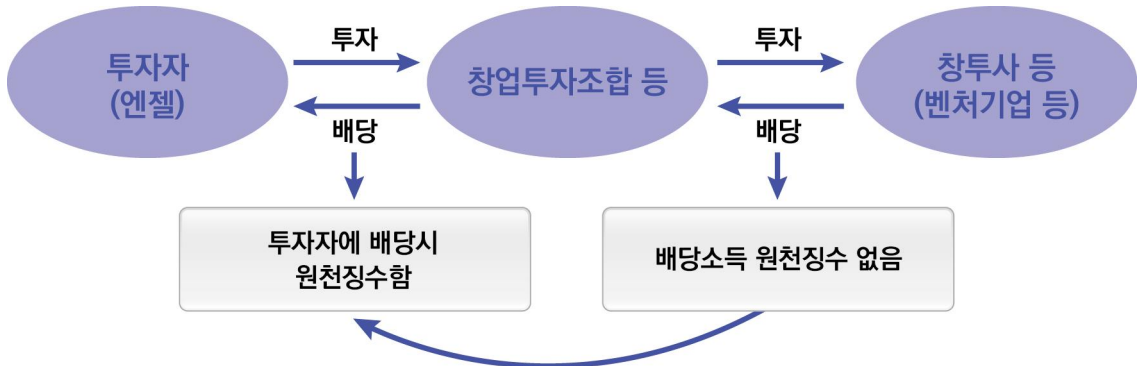 투자자
(엔젤)
투자
배당
창업투자조합 등
투자
배당
창투사 등
(벤처기업 등)
투자자에 배당시
원천징수함
배당소득 원천징수 없음